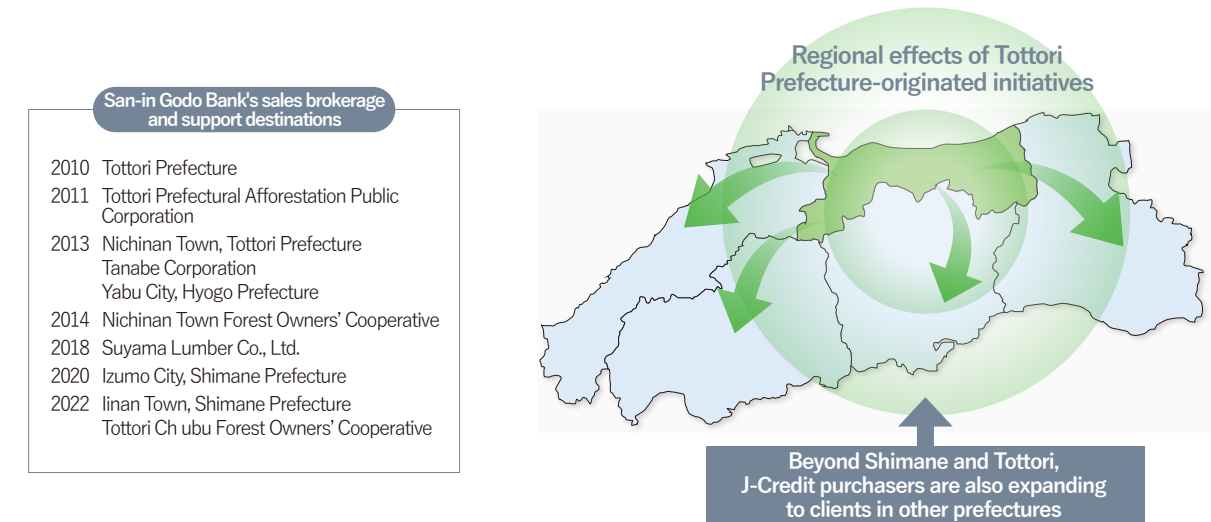 San-in Godo Bank's sales brokerage
and support destinations
2010 Tottori Prefecture
2011 Tottori Prefectural Afforestation Public
Corporation
2013 Nichinan Town, Tottori Prefecture
Tanabe Corporation
Yabu City, Hyogo Prefecture
2014 Nichinan Town Forest Owners’ Cooperative
2018 Suyama Lumber Co., Ltd.
2020 Izumo City, Shimane Prefecture
2022 Iinan Town, Shimane Prefecture
Tottori Ch ubu Forest Owners’ Cooperative
Regional effects of Tottori
Prefecture-originated initiatives
Beyond Shimane and Tottori,
J-Credit purchasers are also expanding
to clients in other prefectures